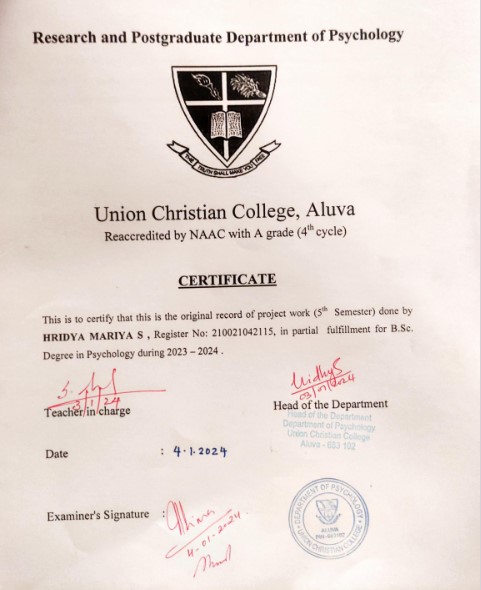 Research and Postgraduate Department of Psychology
THE TRUTH SHALL MAKE YOU FREE
Union Christian College, Aluva
Reaccredited by NAAC with A grade (4th cycle)
CERTIFICATE
This is to certify that this is the original record of project work (5th Semester) done by
HRIDYA MARIYA S , Register No: 210021042115, in partial fulfillment for B.Sc.
Degree in Psychology during 2023 – 2024 .
3/1/24
Teacher/in charge
03/01/2024
Head of the Department
Head of the Department
Department of Psychology
Union Christian College
Aluva - 683 102
Date : 4.1.2024
Examiner's Signature :
4-01-2024
DEPARTMENT OF PSYCHOLOGY
ALUVA
UNION CHRISTIAN COLLEGE